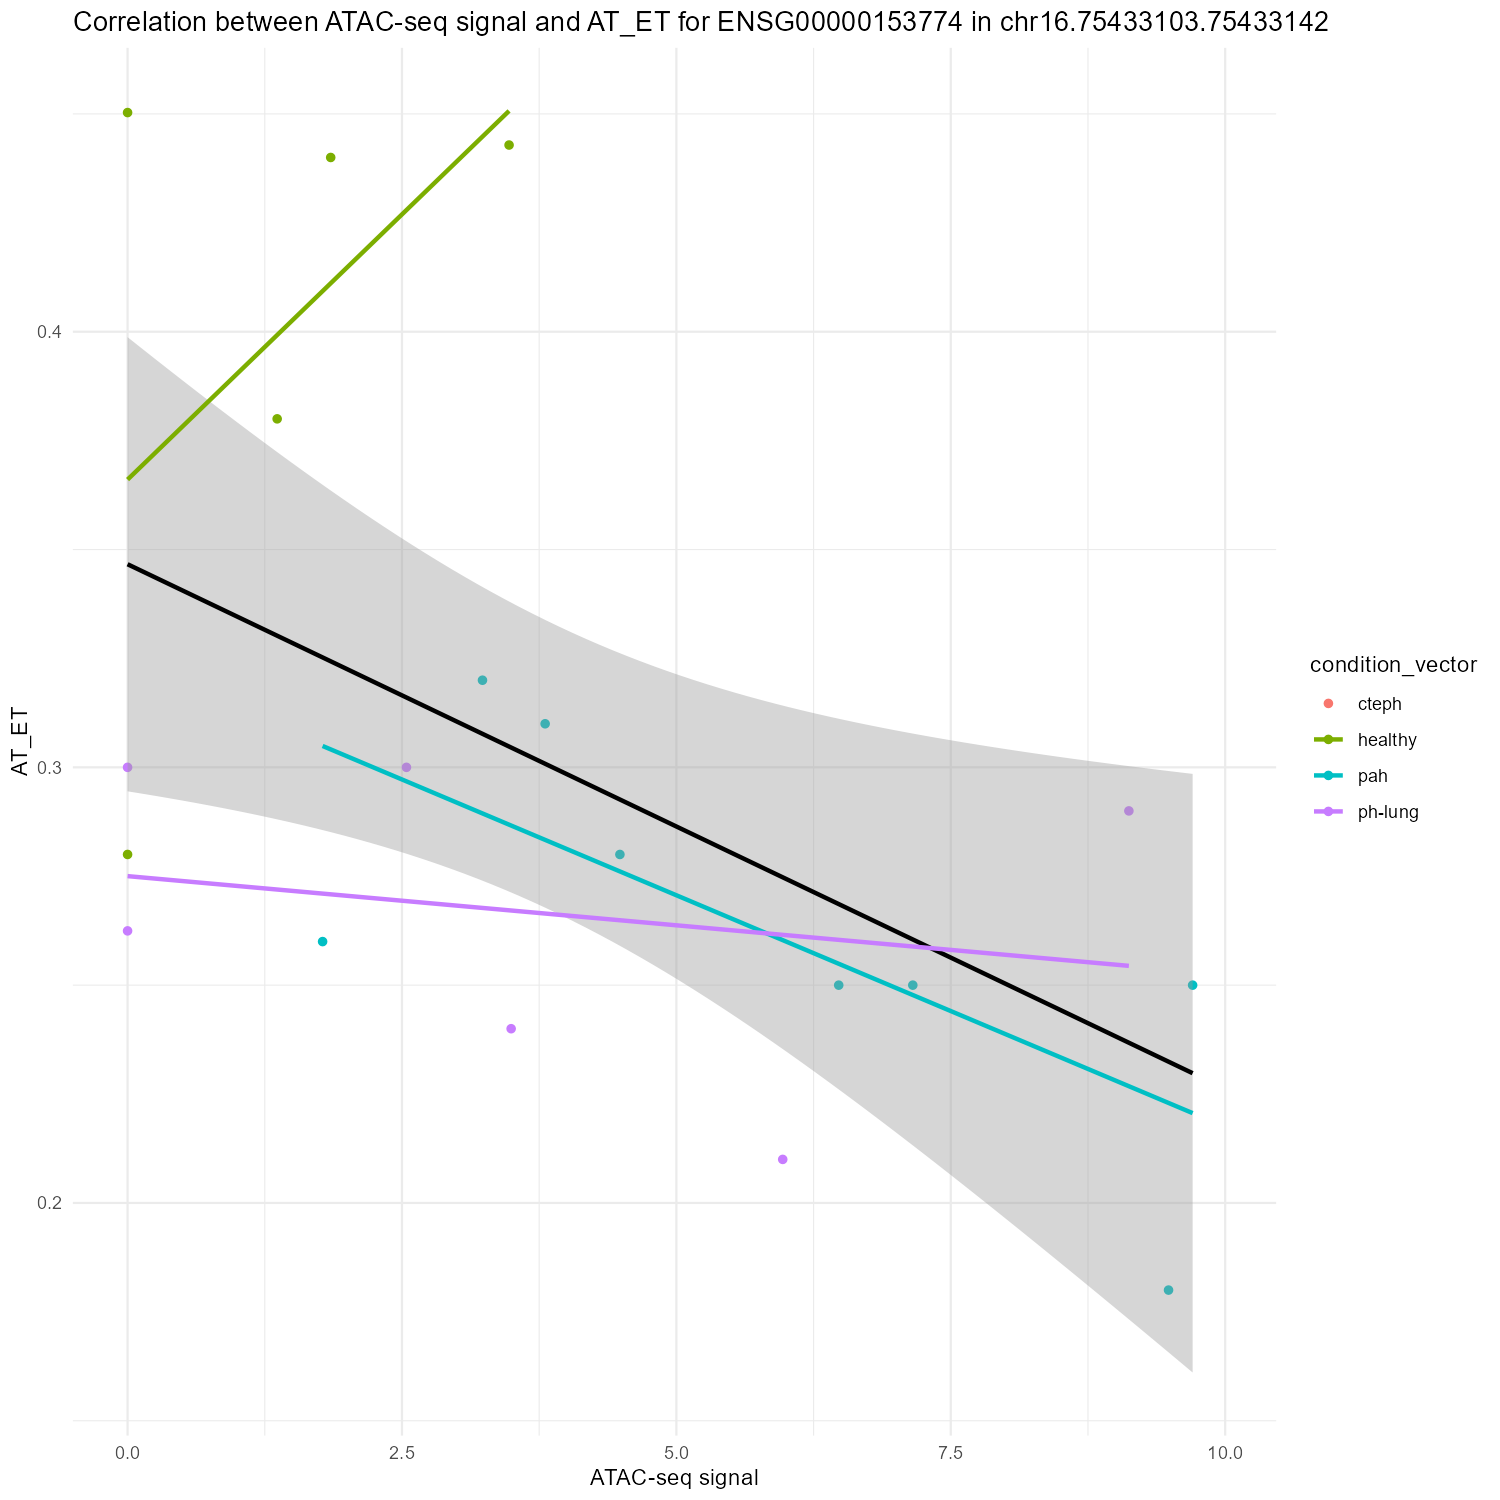 Correlation between ATAC-seq signal and AT_ET for ENSG00000153774 in chr16.75433103.75433142
AT_ET
0.4
0.3
0.2
0.0 2.5 5.0 7.5 10.0
ATAC-seq signal
condition_vector
cteph
healthy
pah
ph-lung